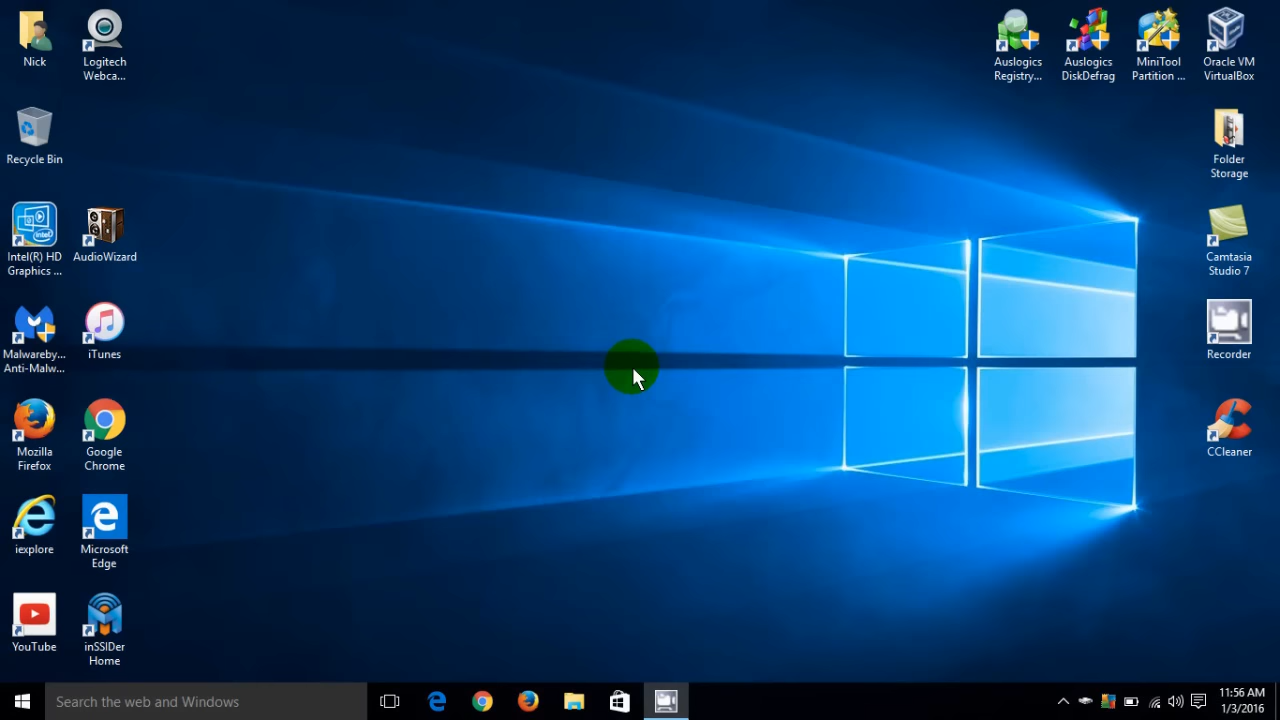 Nick
Logitech
Webca...
Auslogics
Registry...
Auslogics
DiskDefrag
MiniTool
Partition ...
Oracle VM
VirtualBox
Recycle Bin
Folder
Storage
Intel(R) HD
Graphics ...
AudioWizard
Camtasia
Studio 7
Malwareby...
Anti-Malw...
iTunes
Recorder
Mozilla
Firefox
Google
Chrome
CCleaner
iexplore
Microsoft
Edge
YouTube
inSSIDer
Home
Search the web and Windows
11:56 AM
1/3/2016